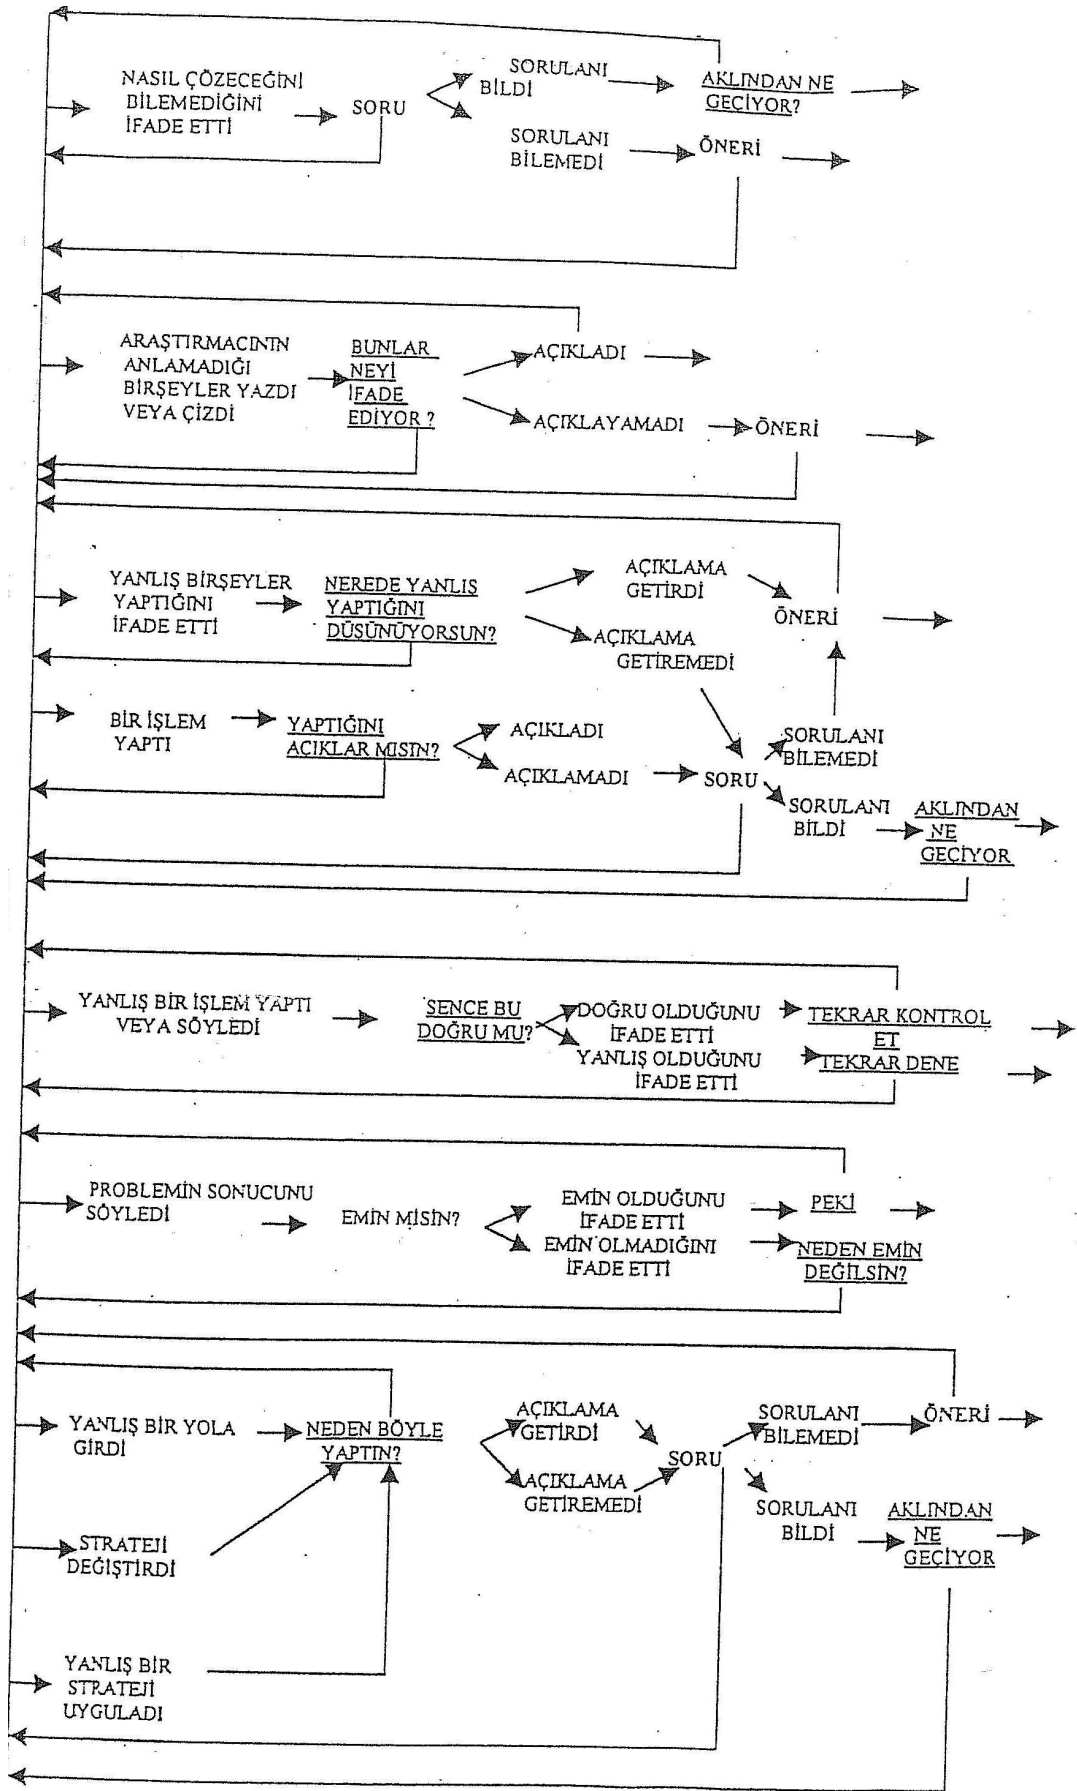 NASIL ÇÖZECEĞİNİ
BİLEMEDİĞİNİ
İFADE ETTİ
SORU
SORULANI
BİLDİ
AKLINDAN NE
GEÇİYOR?
SORULANI
BİLEMEDİ
ÖNERİ
ARAŞTIRMACININ
ANLAMADIĞI
BİRŞEYLER YAZDI
VEYA ÇİZDİ
BUNLAR
NEYİ
İFADE
EDİYOR ?
AÇIKLADI
AÇIKLAYAMADI
ÖNERİ
YANLIŞ BİRŞEYLER
YAPTIĞINI
İFADE ETTİ
NEREDE YANLIS
YAPTIĞINI
DÜSÜNÜYORSUN?
AÇIKLAMA
GETİRDİ
AÇIKLAMA
GETİREMEDİ
ÖNERİ
BİR İŞLEM
YAPTI
YAPTIĞINI
ACIKLAR MISIN?
AÇIKLADI
AÇIKLAMADI
SORU
SORULANI
BİLEMEDİ
SORULANI
BİLDİ
AKLINDAN
NE
GECİYOR
YANLIŞ BİR İŞLEM YAPTI
VEYA SÖYLEDİ
SENCE BU
DOĞRU MU?
DOĞRU OLDUĞUNU
İFADE ETTİ
YANLIŞ OLDUĞUNU
İFADE ETTİ
TEKRAR KONTROL
ET
TEKRAR DENE
PROBLEMİN SONUCUNU
SÖYLEDİ
EMİN MİSİN?
EMİN OLDUĞUNU
İFADE ETTİ
EMİN OLMADIĞINI
İFADE ETTİ
PEKİ
NEDEN EMİN
DEĞİLSİN?
YANLIŞ BİR YOLA
GİRDİ
NEDEN BÖYLE
YAPTIN?
AÇIKLAMA
GETİRDİ
AÇIKLAMA
GETİREMEDİ
SORU
SORULANI
BİLEMEDİ
ÖNERİ
SORULANI
BİLDİ
AKLINDAN
NE
GEÇİYOR
STRATEJİ
DEĞİŞTİRDİ
YANLIŞ BİR
STRATEJİ
UYGULADI